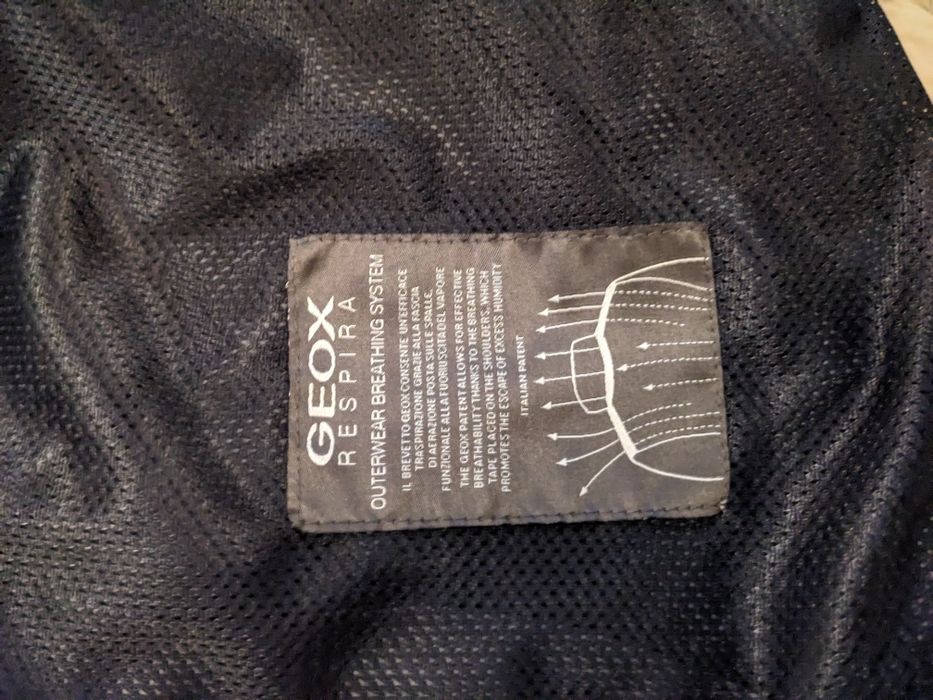 GEOX
RESPIRA
OUTERWEAR BREATHING SYSTEM
IL BREVETTO GEOX CONSENTE UN'EFFICACE
TRASPIRAZIONE GRAZIE ALLA FASCIA
DI AERAZIONE POSTA SULLE SPALLE,
FUNZIONALE ALLA FUORIUSCITA DEL VAPORE
THE GEOX PATENT ALLOWS FOR EFFECTIVE
BREATHABILITY THANKS TO THE BREATHING
TAPE PLACED ON THE SHOULDERS, WHICH
PROMOTES THE ESCAPE OF EXCESS HUMIDITY
ITALIAN PATENT